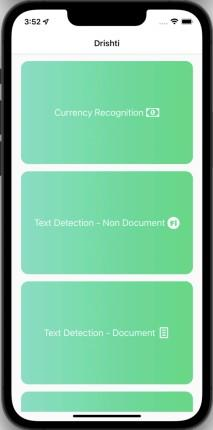 3:52
Drishti
Currency Recognition
Text Detection - Non Document
Text Detection - Document